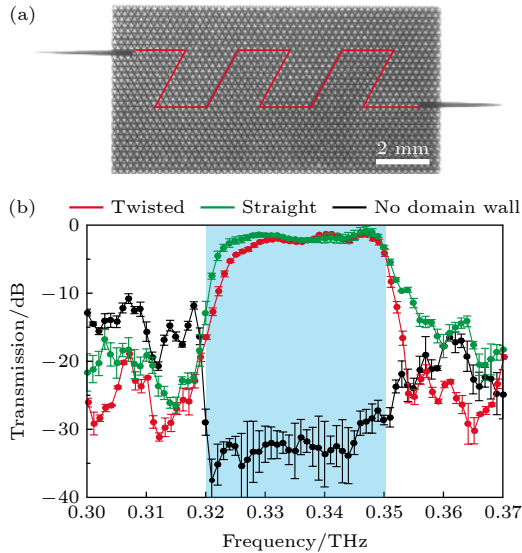 (a)
2 mm
(b)
Twisted Straight No domain wall
0
−10
−20
−30
−40
Transmission/dB
0.30 0.31 0.32 0.33 0.34 0.35 0.36 0.37
Frequency/THz